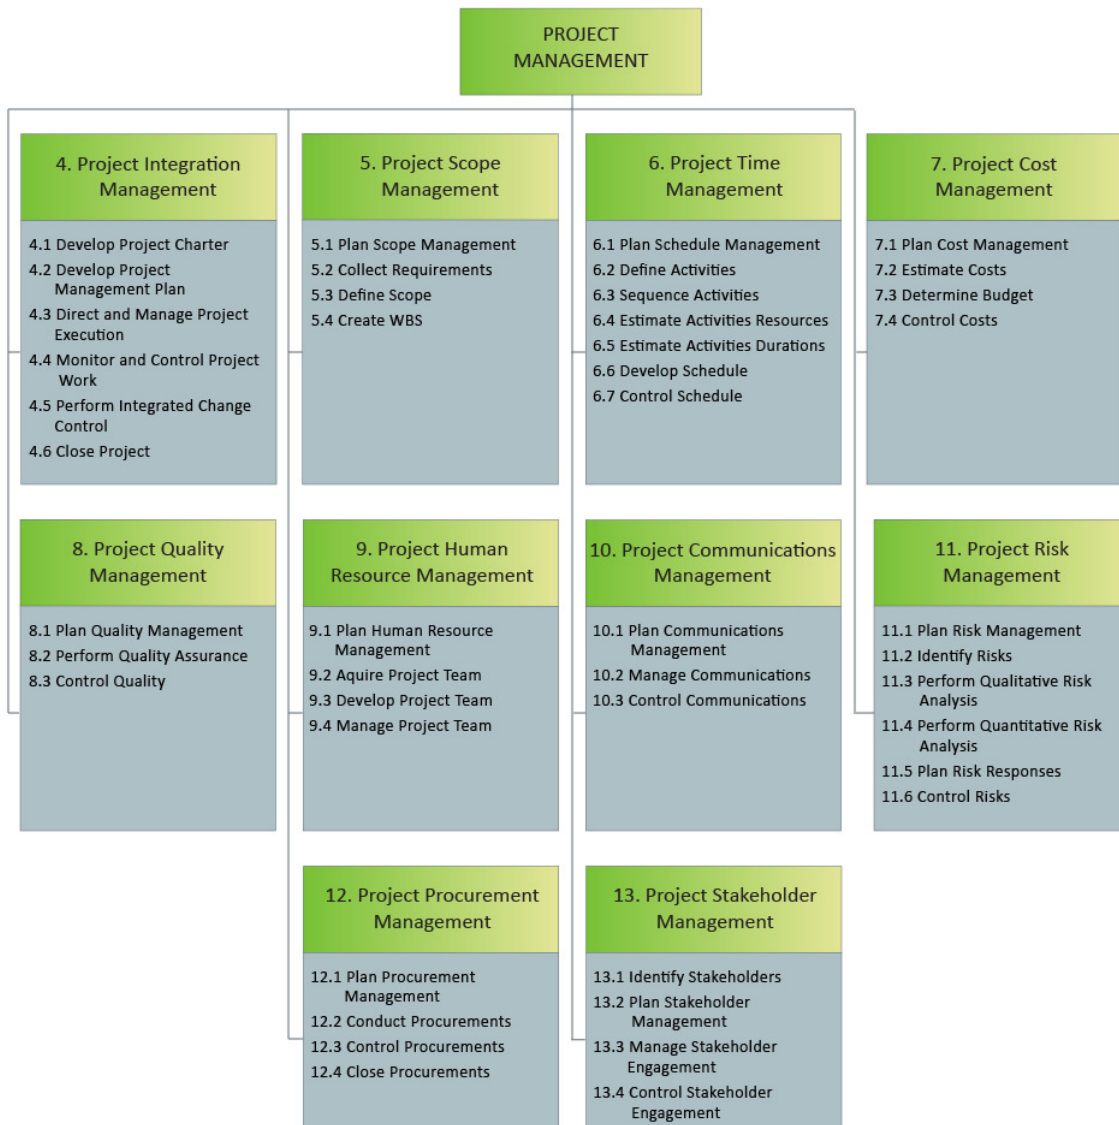 PROJECT
MANAGEMENT
4. Project Integration
Management
4.1 Develop Project Charter
4.2 Develop Project
Management Plan
4.3 Direct and Manage Project
Execution
4.4 Monitor and Control Project
Work
4.5 Perform Integrated Change
Control
4.6 Close Project
5. Project Scope
Management
5.1 Plan Scope Management
5.2 Collect Requirements
5.3 Define Scope
5.4 Create WBS
6. Project Time
Management
6.1 Plan Schedule Management
6.2 Define Activities
6.3 Sequence Activities
6.4 Estimate Activities Resources
6.5 Estimate Activities Durations
6.6 Develop Schedule
6.7 Control Schedule
7. Project Cost
Management
7.1 Plan Cost Management
7.2 Estimate Costs
7.3 Determine Budget
7.4 Control Costs
8. Project Quality
Management
8.1 Plan Quality Management
8.2 Perform Quality Assurance
8.3 Control Quality
9. Project Human
Resource Management
9.1 Plan Human Resource
Management
9.2 Aquire Project Team
9.3 Develop Project Team
9.4 Manage Project Team
10. Project Communications
Management
10.1 Plan Communications
Management
10.2 Manage Communications
10.3 Control Communications
11. Project Risk
Management
11.1 Plan Risk Management
11.2 Identify Risks
11.3 Perform Qualitative Risk
Analysis
11.4 Perform Quantitative Risk
Analysis
11.5 Plan Risk Responses
11.6 Control Risks
12. Project Procurement
Management
12.1 Plan Procurement
Management
12.2 Conduct Procurements
12.3 Control Procurements
12.4 Close Procurements
13. Project Stakeholder
Management
13.1 Identify Stakeholders
13.2 Plan Stakeholder
Management
13.3 Manage Stakeholder
Engagement
13.4 Control Stakeholder
Engagement